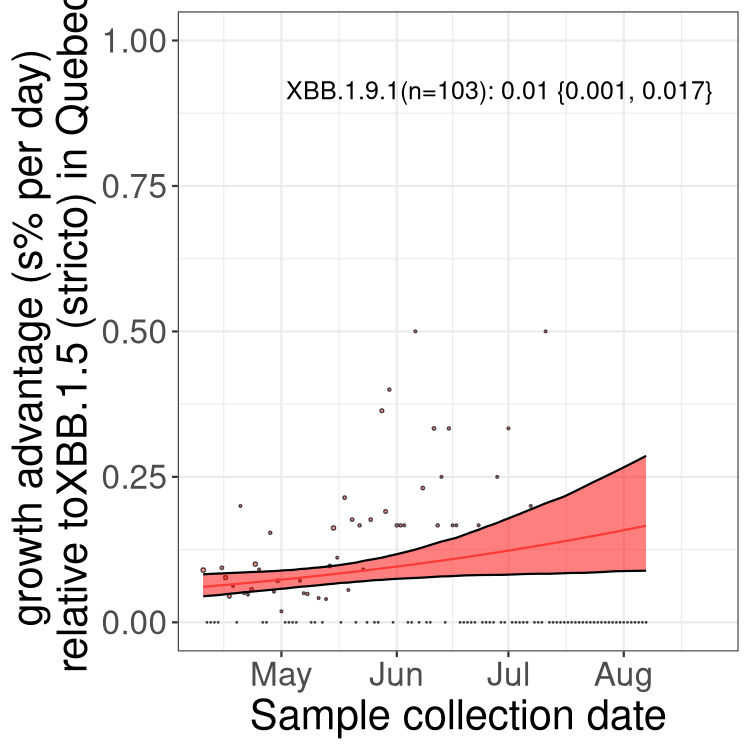 growth advantage (s% per day)
relative toXBB.1.5 (stricto) in Quebec
1.00
0.75
0.50
0.25
0.00
XBB.1.9.1(n=103): 0.01 {0.001, 0.017}
May
Jun
Jul
Aug
Sample collection date